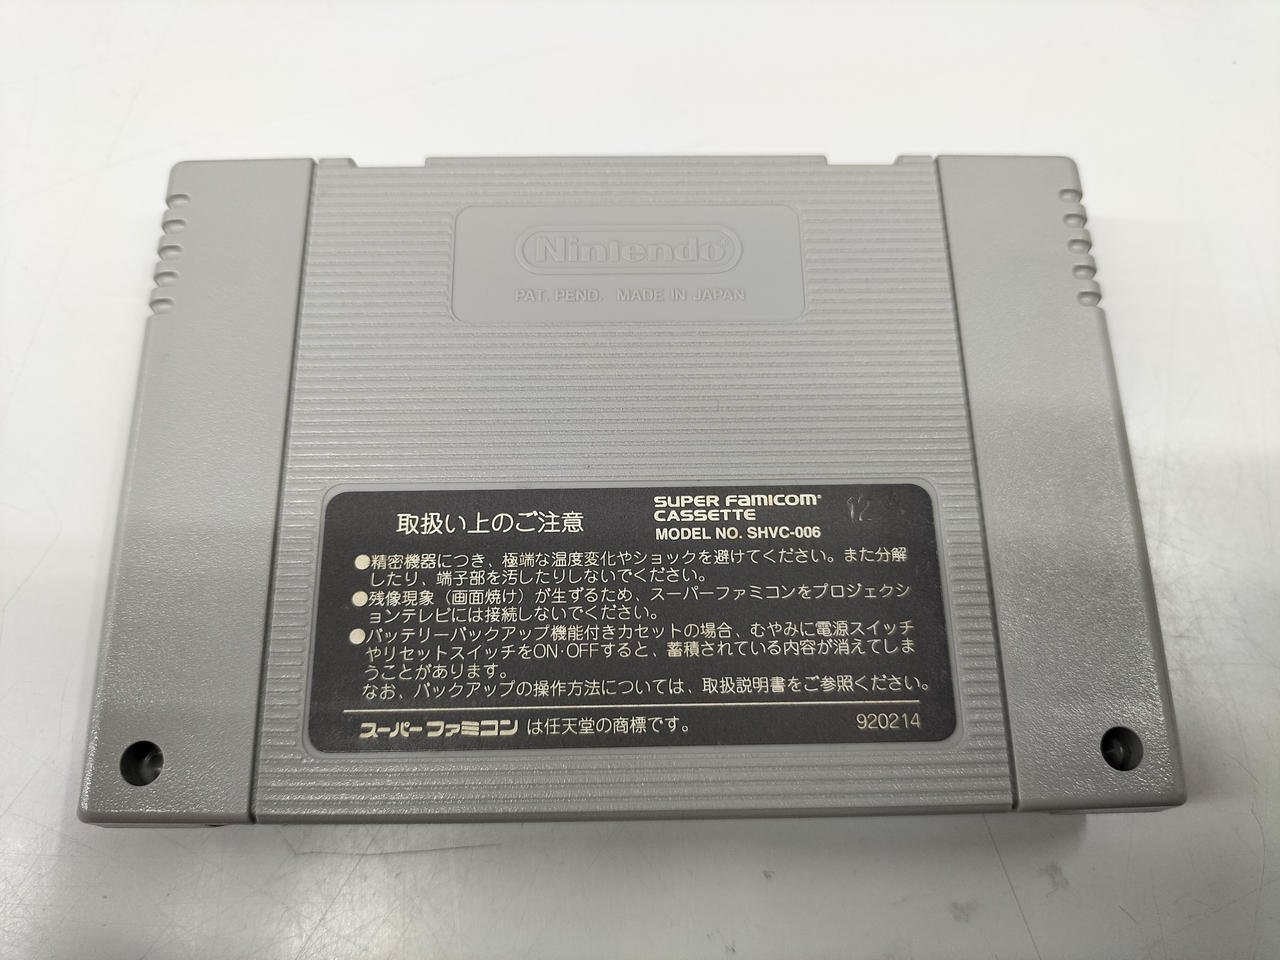 Nintendo®
PAT. PEND. MADE IN JAPAN
取扱い上のご注意
SUPER FAMICOM®
CASSETTE
MODEL NO. SHVC-006
12
●精密機器につき、極端な温度変化やショックを避けてください。また分解
したり、端子部を汚したりしないでください。
●残像現象（画面焼け）が生ずるため、スーパーファミコンをプロジェクシ
ョンテレビには接続しないでください。
●バッテリーバックアップ機能付きカセットの場合、むやみに電源スイッチ
やリセットスイッチをON･OFFすると、蓄積されている内容が消えてしま
うことがあります。
なお、バックアップの操作方法については、取扱説明書をご参照ください。
スーパーファミコン は任天堂の商標です。
920214